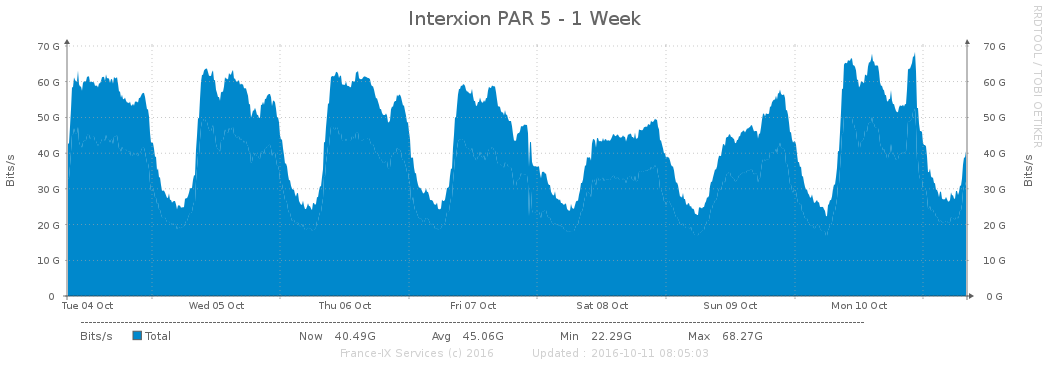 Interxion PAR 5 - 1 Week
RRDTOOL / TOBI OETIKER
Bits/s
70 G
60 G
50 G
40 G
30 G
20 G
10 G
0
70 G
60 G
50 G
40 G
30 G
20 G
10 G
0 G
Bits/s
Tue 04 Oct Wed 05 Oct Thu 06 Oct Fri 07 Oct Sat 08 Oct Sun 09 Oct Mon 10 Oct
Bits/s Total Now 40.49G Avg 45.06G Min 22.29G Max 68.27G
France-IX Services (c) 2016 Updated : 2016-10-11 08:05:03